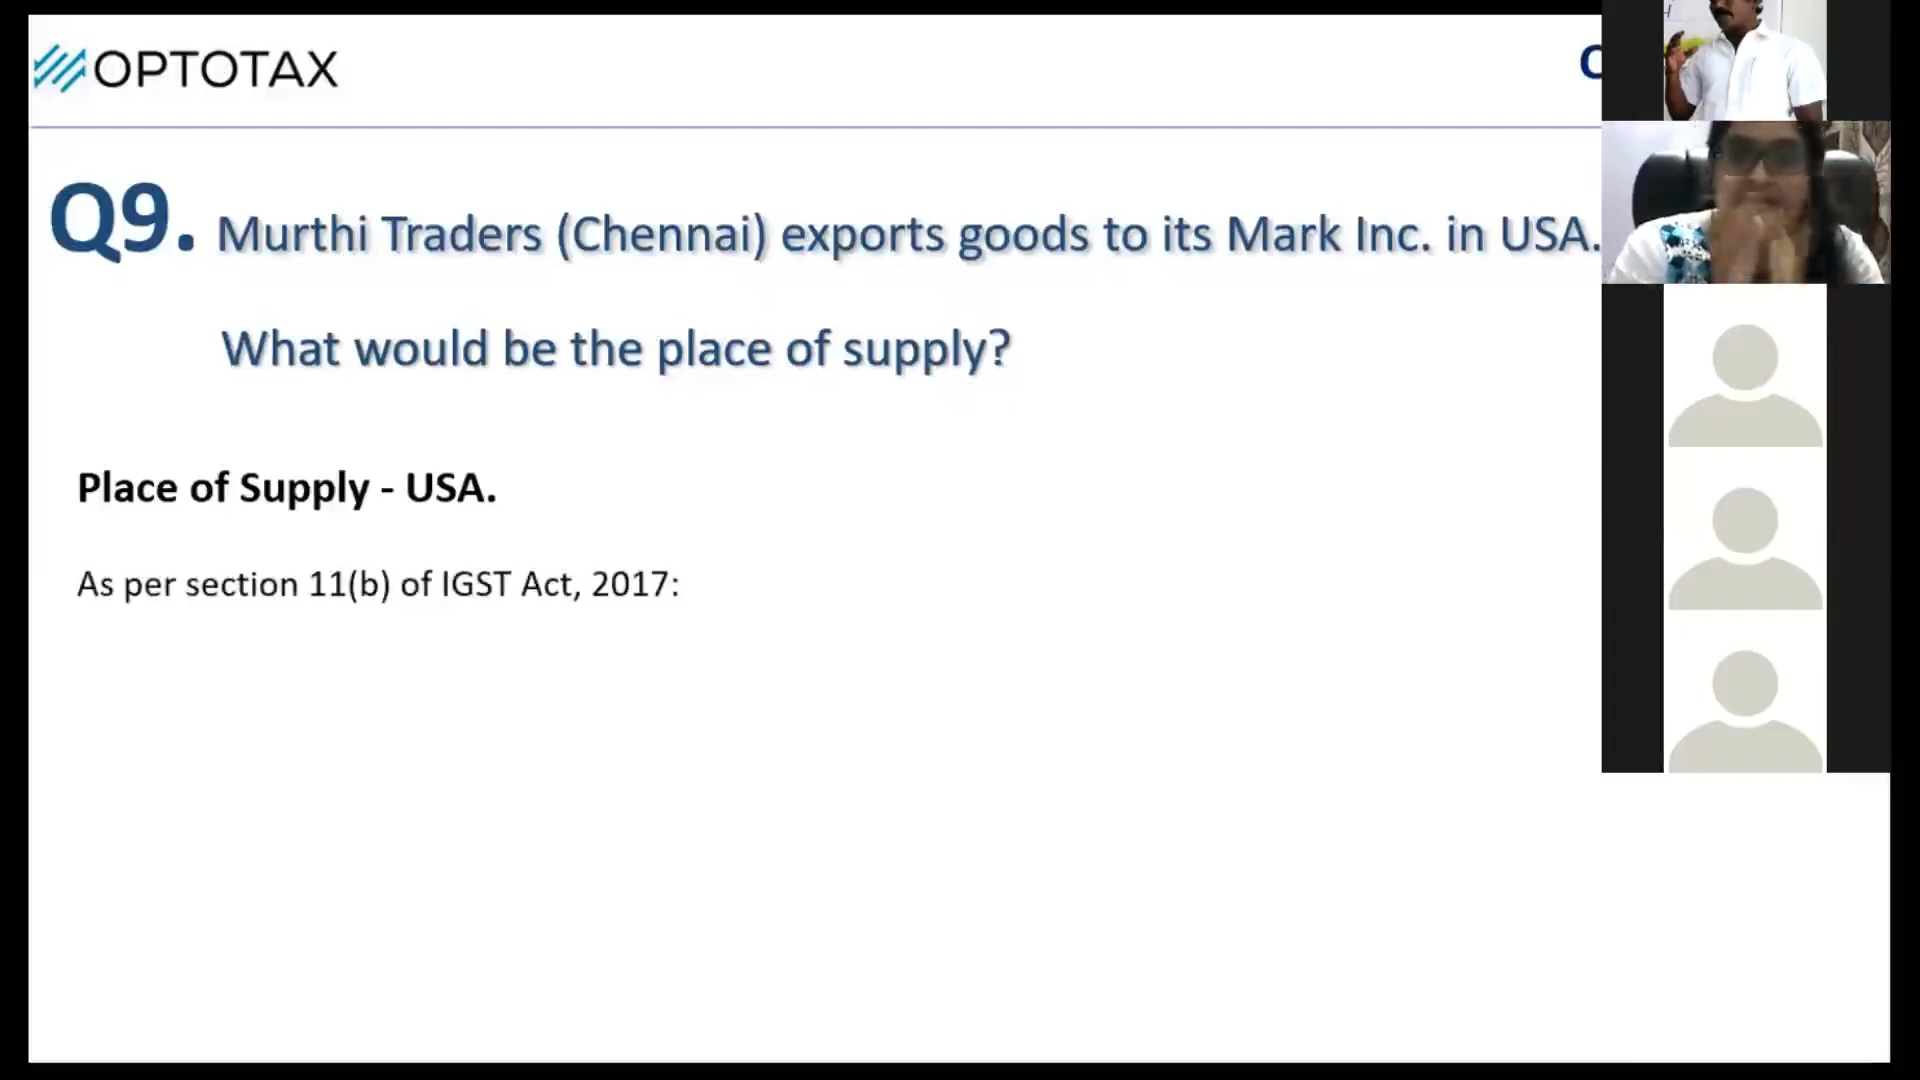 OPTOTAX
Q9. Murthi Traders (Chennai) exports goods to its Mark Inc. in USA.
What would be the place of supply?
Place of Supply - USA.
As per section 11(b) of IGST Act, 2017: